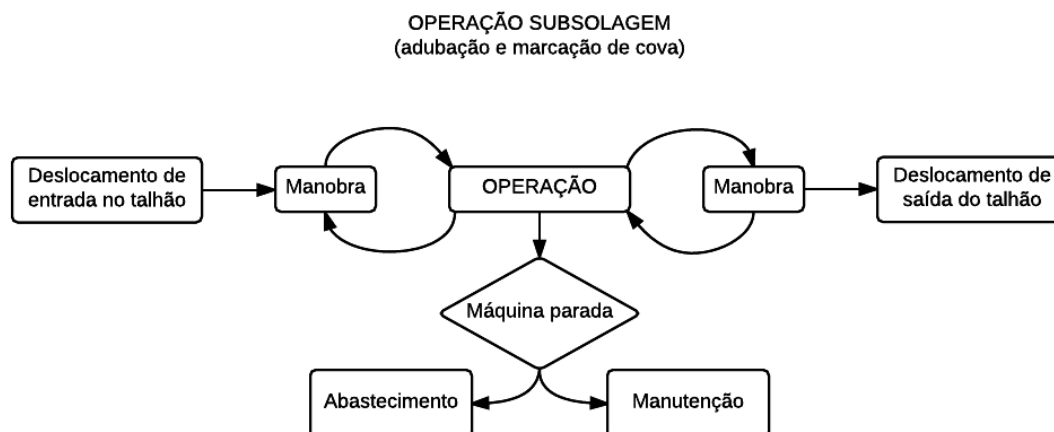 OPERAÇÃO SUBSOLAGEM
(adubação e marcação de cova)
Deslocamento de
entrada no talhão
Manobra
OPERAÇÃO
Manobra
Deslocamento de
saída do talhão
Máquina parada
Abastecimento
Manutenção